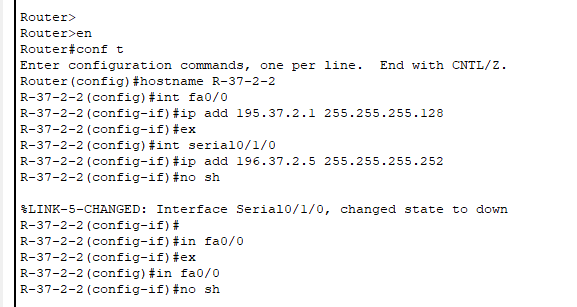 Router>
Router>en
Router#conf t
Enter configuration commands, one per line.  End with CNTL/Z.
Router(config)#hostname R-37-2-2
R-37-2-2(config)#int fa0/0
R-37-2-2(config-if)#ip add 195.37.2.1 255.255.255.128
R-37-2-2(config-if)#ex
R-37-2-2(config)#int serial0/1/0
R-37-2-2(config-if)#ip add 196.37.2.5 255.255.255.252
R-37-2-2(config-if)#no sh
%LINK-5-CHANGED: Interface Serial0/1/0, changed state to down
R-37-2-2(config-if)#
R-37-2-2(config-if)#in fa0/0
R-37-2-2(config-if)#ex
R-37-2-2(config)#in fa0/0
R-37-2-2(config-if)#no sh